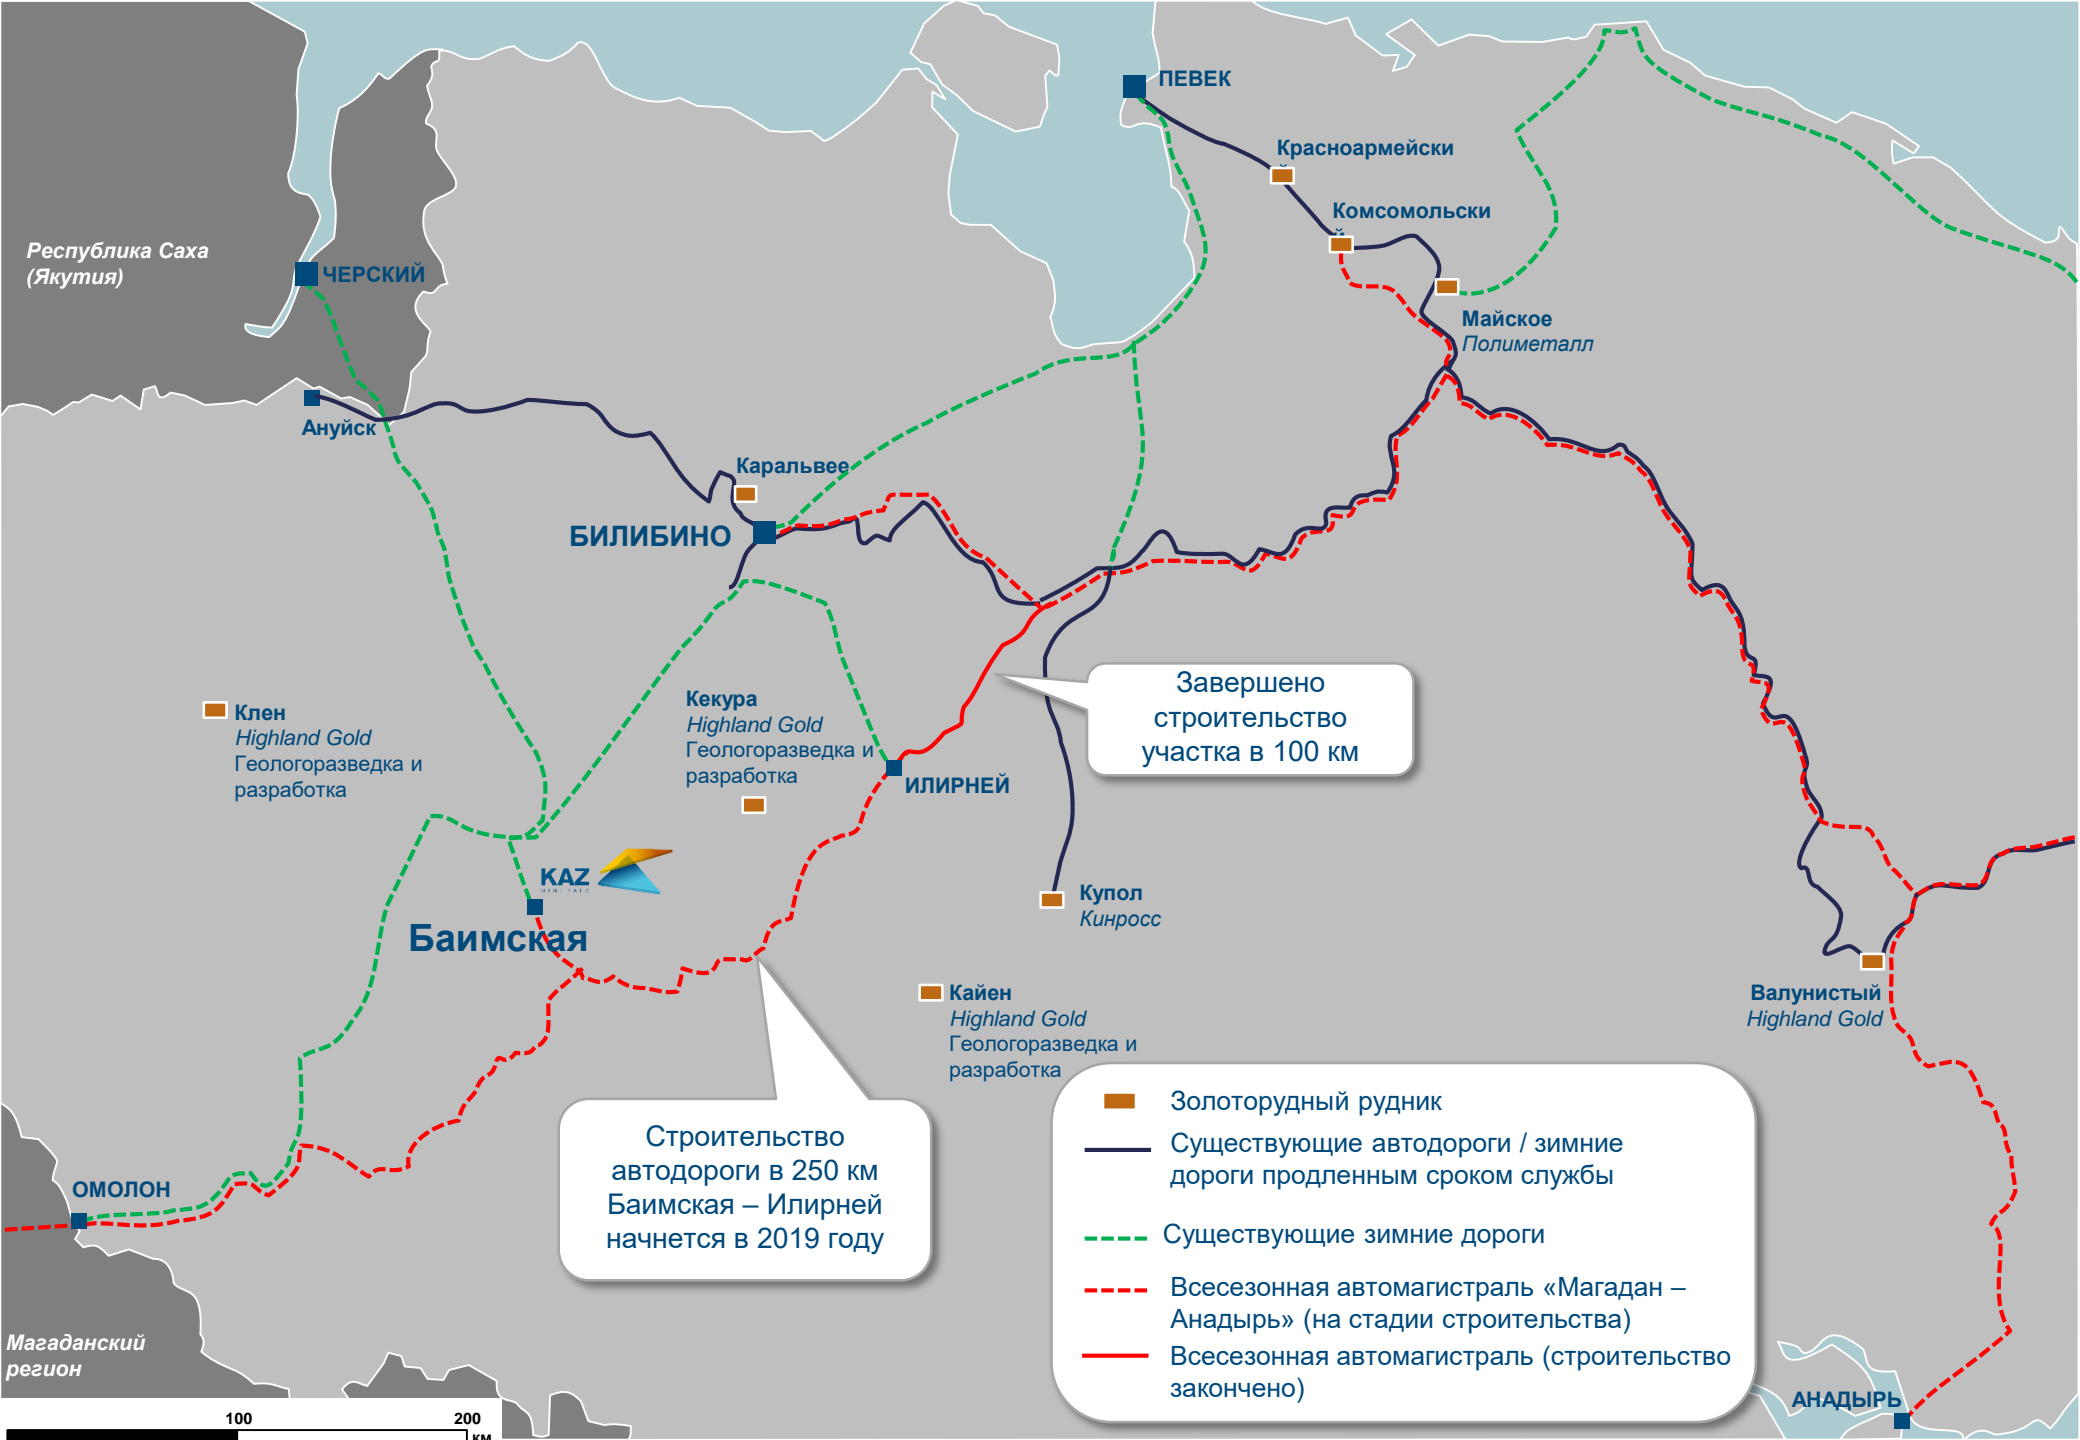 ПЕВЕК
Красноармейски
Комсомольски
Республика Саха
(Якутия)
ЧЕРСКИЙ
Майское
Полиметалл
Ануйск
Каральвее
БИЛИБИНО
Завершено
строительство
участка в 100 км
Клен
Highland Gold
Геологоразведка и
разработка
Кекура
Highland Gold
Геологоразведка и
разработка
ИЛИРНЕЙ
KAZ
Баимская
Купол
Кинросс
Кайен
Highland Gold
Геологоразведка и
разработка
Валунистый
Highland Gold
Строительство
автодороги в 250 км
Баимская – Илирней
начнется в 2019 году
ОМОЛОН
Золоторудный рудник
Существующие автодороги / зимние
дороги продленным сроком службы
Существующие зимние дороги
Всесезонная автомагистраль «Магадан –
Анадырь» (на стадии строительства)
Всесезонная автомагистраль (строительство
закончено)
Магаданский
регион
АНАДЫРЬ
100 200
км